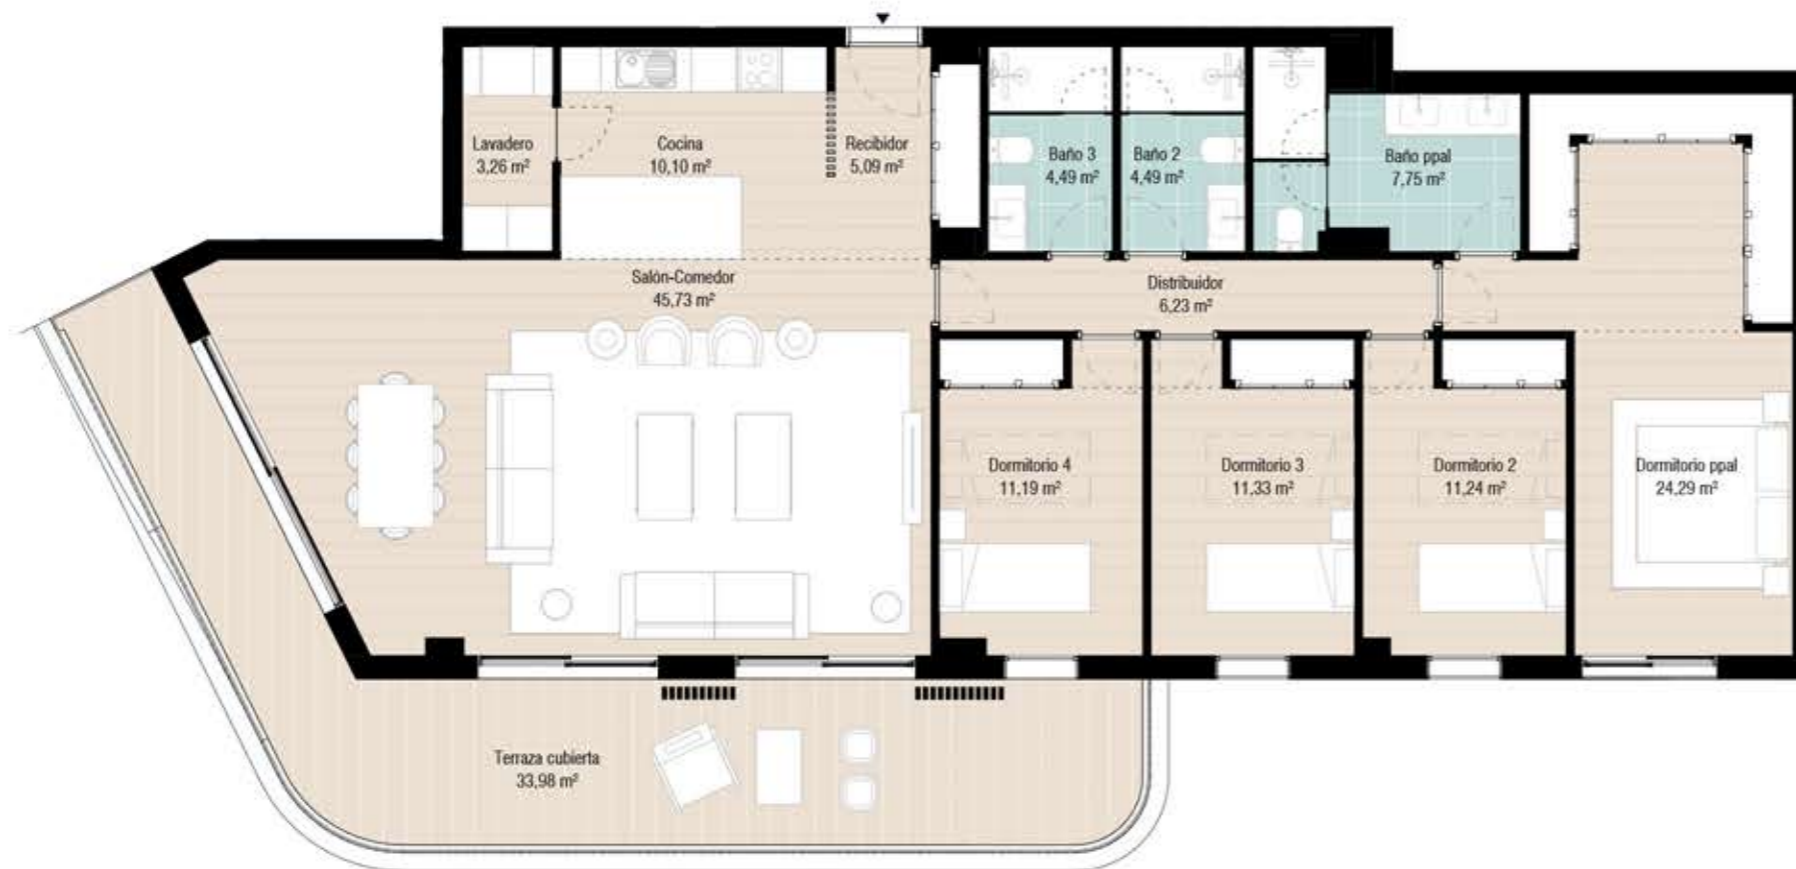 Lavadero
3,26 m²
Cocina
10,10 m²
Recibidor
5,09 m²
Baño 3
4,49 m²
Baño 2
4,49 m²
Baño ppal
7,75 m²
Salón-Comedor
45,73 m²
Distribuidor
6,23 m²
Dormitorio 4
11,19 m²
Dormitorio 3
11,33 m²
Dormitorio 2
11,24 m²
Dormitorio ppal
24,29 m²
Terraza cubierta
33,98 m²